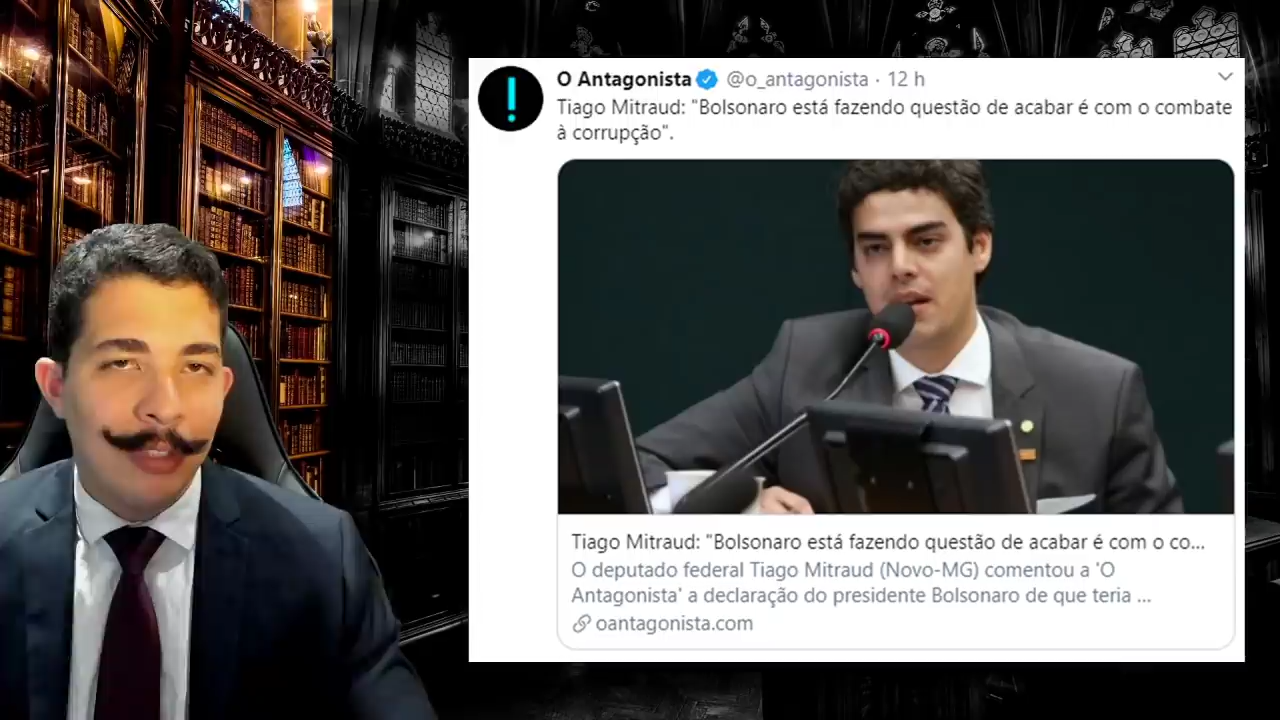 O Antagonista @o_antagonista · 12 h
Tiago Mitraud: "Bolsonaro está fazendo questão de acabar é com o combate
à corrupção".
Tiago Mitraud: "Bolsonaro está fazendo questão de acabar é com o co...
O deputado federal Tiago Mitraud (Novo-MG) comentou a 'O
Antagonista' a declaração do presidente Bolsonaro de que teria ...
oantagonista.com